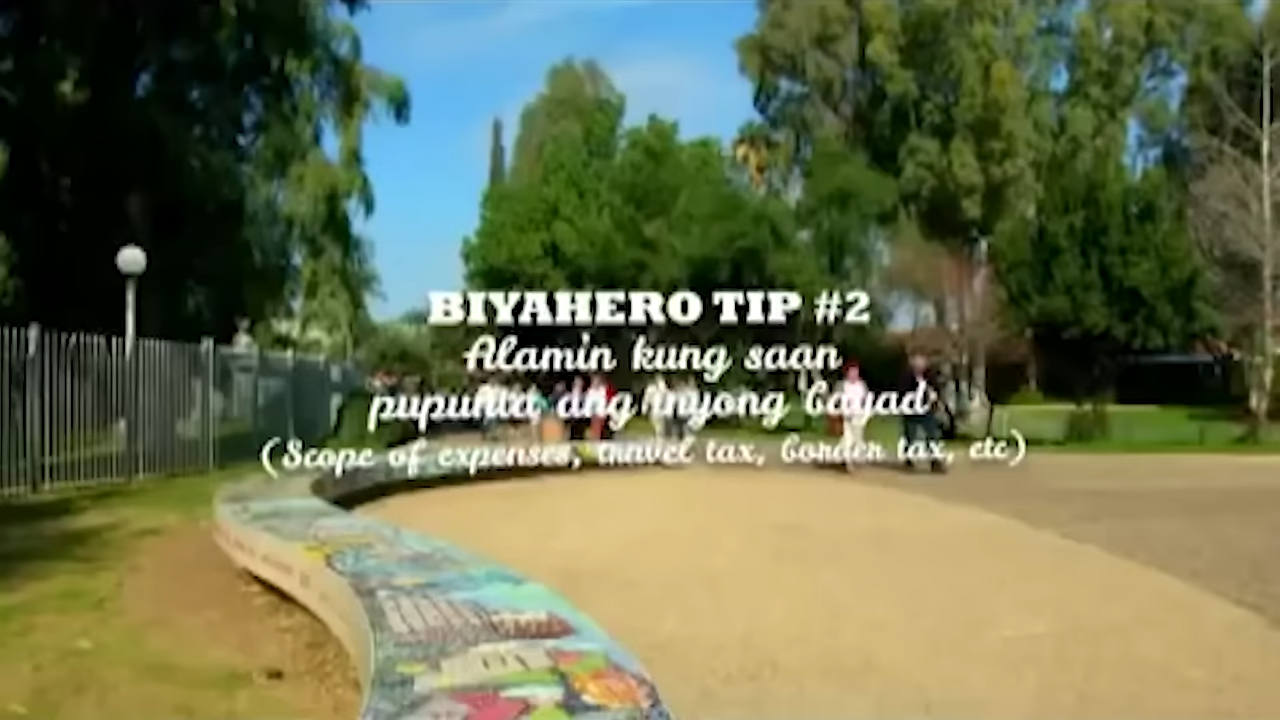 BIYAHERO TIP #2
Alamin kung saan
pupunta ang inyong bayad
(Scope of expenses, travel tax, border tax, etc)